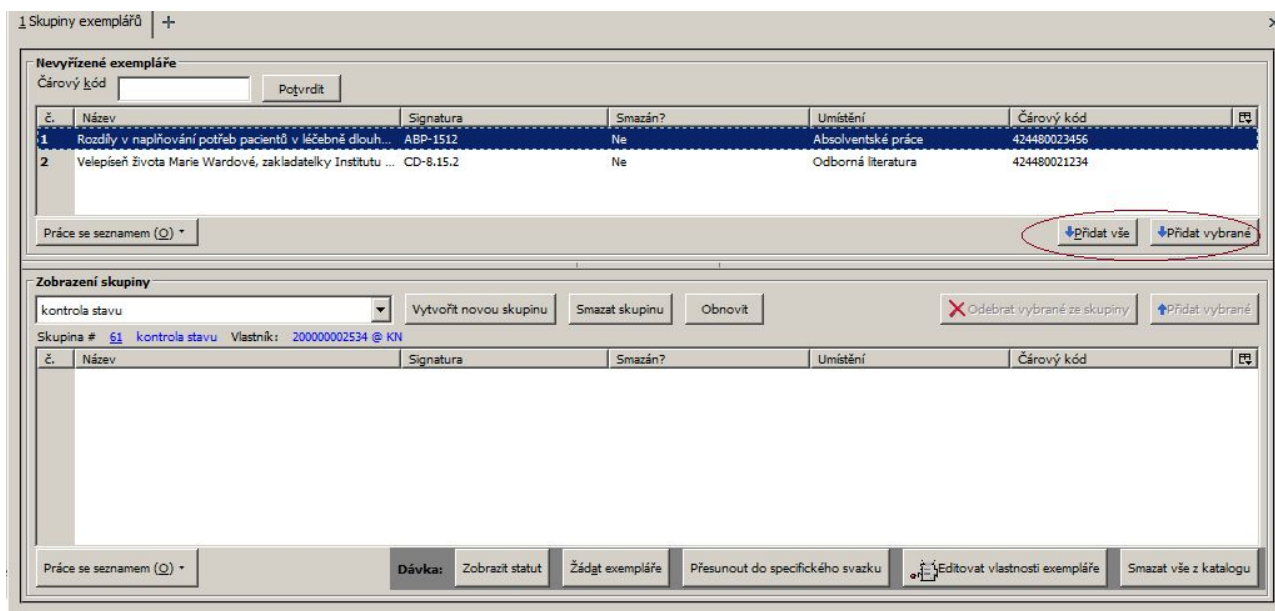 1 Skupiny exemplářů +
Nevyřízené exempláře
Čárový kód Potvrdit
č. Název Signatura Smazán? Umístění Čárový kód
1 Rozdíly v naplňování potřeb pacientů v léčebně dlouh... ABP-1512 Ne Absolventské práce 424480023456
2 Velepíseň života Marie Wardové, zakladatelky Institutu ... CD-8.15.2 Ne Odborná literatura 424480021234
Práce se seznamem (O) Přidat vše Přidat vybrané
Zobrazení skupiny
kontrola stavu Vytvořit novou skupinu Smazat skupinu Obnovit Odebrat vybrané ze skupiny Přidat vybrané
Skupina # 61 kontrola stavu Vlastník: 200000002534 @ KN
č. Název Signatura Smazán? Umístění Čárový kód
Práce se seznamem (O) Dávka: Zobrazit statut Žádat exempláře Přesunout do specifického svazku Editovat vlastnosti exempláře Smazat vše z katalogu